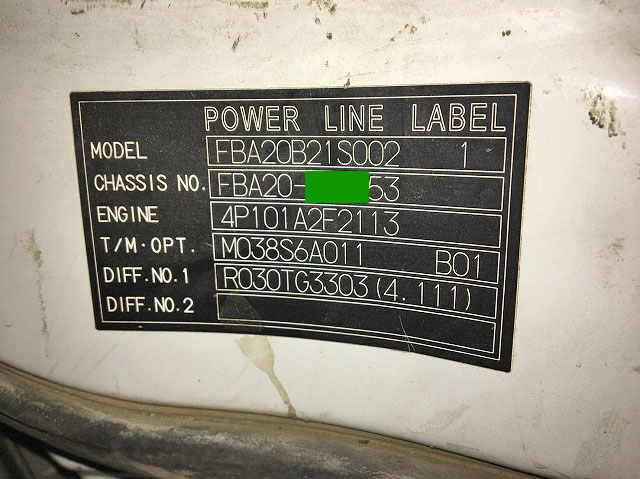 POWER LINE LABEL
MODEL FBA20B21S002 1
CHASSIS NO. FBA20- 53
ENGINE 4P101A2F2113
T/M·OPT. M038S6A011 B01
DIFF.NO.1 R030TG3303(4.111)
DIFF.NO.2